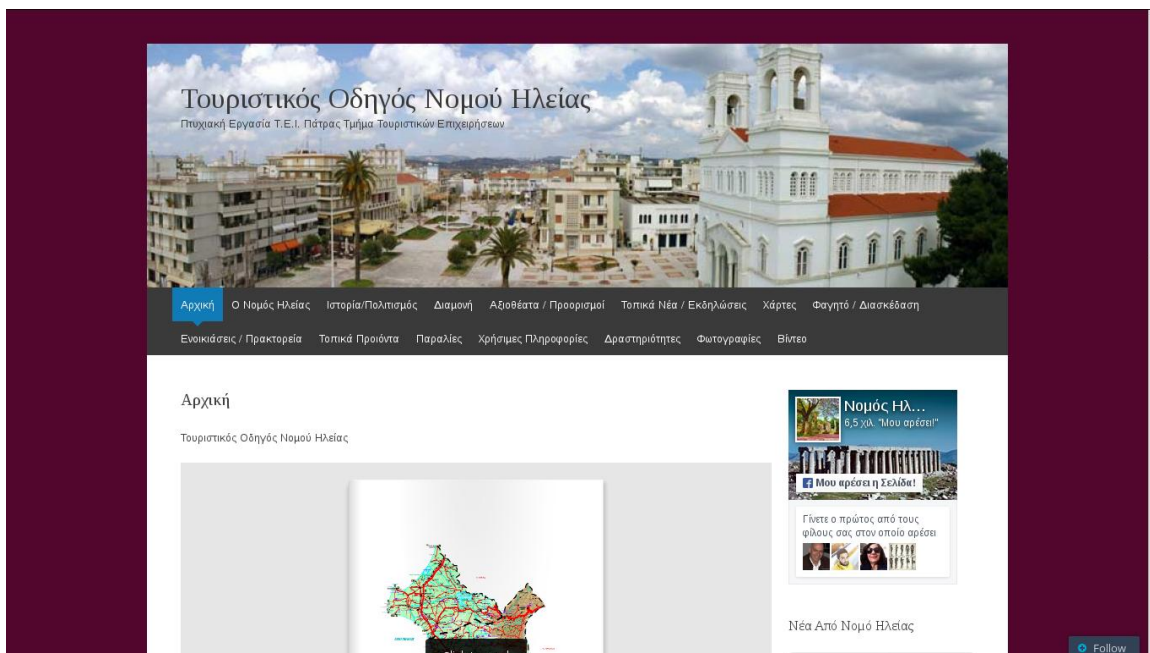 Τουριστικός Οδηγός Νομού Ηλείας
Πτυχιακή Εργασία Τ.Ε.Ι. Πάτρας Τμήμα Τουριστικών Επιχειρήσεων
Αρχική Ο Νομός Ηλείας Ιστορία/Πολιτισμός Διαμονή Αξιοθέατα / Προορισμοί Τοπικά Νέα / Εκδηλώσεις Χάρτες Φαγητό / Διασκέδαση
Ενοικιάσεις / Πρακτορεία Τοπικά Προιόντα Παραλίες Χρήσιμες Πληροφορίες Δραστηριότητες Φωτογραφίες Βίντεο
Αρχική
Τουριστικός Οδηγός Νομού Ηλείας
Νομός Ηλ...
6,5 χιλ. "Μου αρέσει!"
Μου αρέσει η Σελίδα!
Γίνετε ο πρώτος από τους
φίλους σας στον οποίο αρέσει
Νέα Από Νομό Ηλείας
Follow